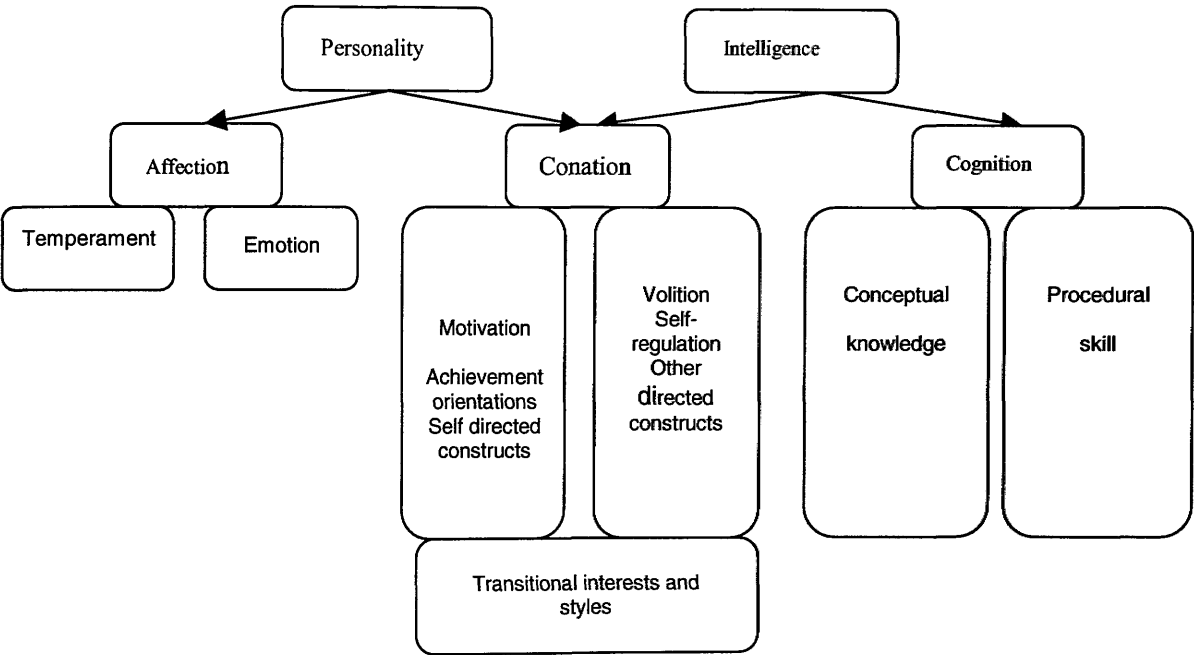 Personality
Intelligence
Affection
Conation
Cognition
Temperament
Emotion
Motivation
Achievement
orientations
Self directed
constructs
Volition
Self-
regulation
Other
directed
constructs
Conceptual
knowledge
Procedural
skill
Transitional interests and
styles